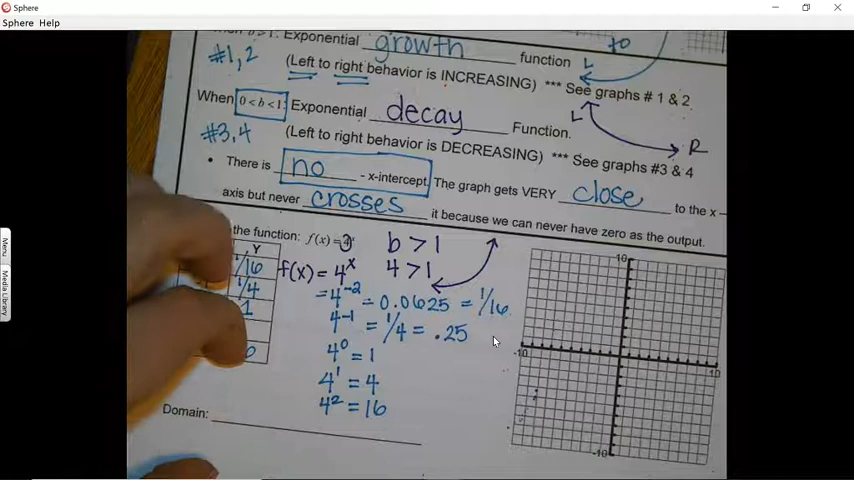 Sphere
Sphere Help
b > 1: Exponential growth function
#1,2 (Left to right behavior is INCREASING) *** See graphs # 1 & 2
L
When 0 < b < 1: Exponential decay Function.
L R
#3,4 (Left to right behavior is DECREASING) *** See graphs #3 & 4
• There is no - x-intercept. The graph gets VERY close to the x –
axis but never crosses it because we can never have zero as the output.
the function: f(x) = 4 b > 1
Y
1/16 f(x) = 4^x 4 > 1
1/4 = 4^-2 = 0.0625 = 1/16
1 4^-1 = 1/4 = .25
4^0 = 1
4^1 = 4
4^2 = 16
10
-10 10
-10
Domain:
Menu
Media Library